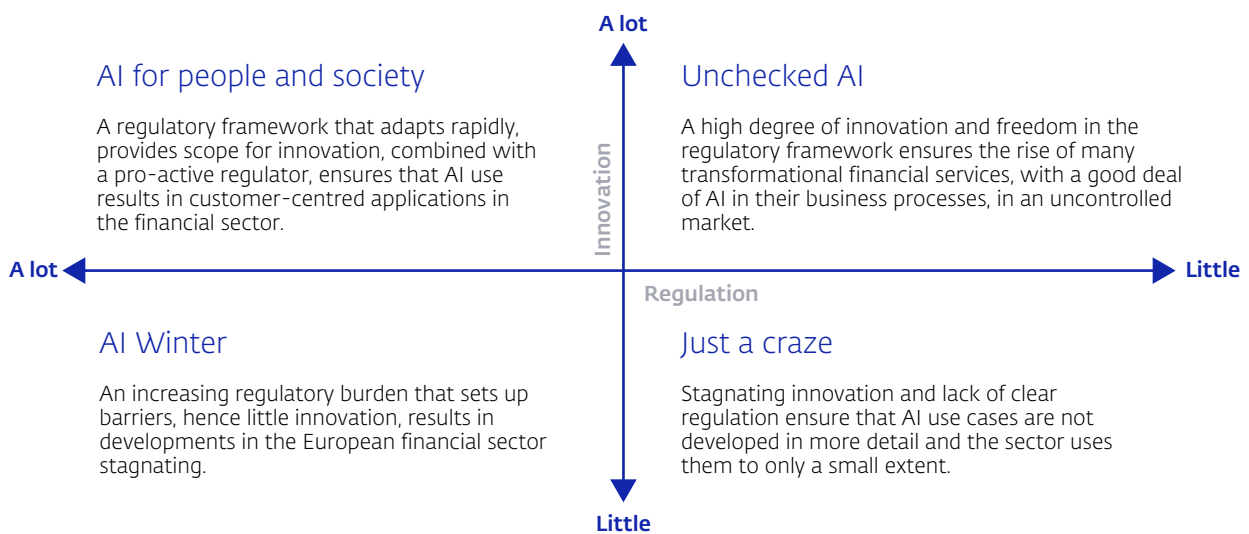 A lot
AI for people and society
A regulatory framework that adapts rapidly,
provides scope for innovation, combined with
a pro-active regulator, ensures that AI use
results in customer-centred applications in
the financial sector.
Innovation
Unchecked AI
A high degree of innovation and freedom in the
regulatory framework ensures the rise of many
transformational financial services, with a good deal
of AI in their business processes, in an uncontrolled
market.
A lot
Little
Regulation
AI Winter
An increasing regulatory burden that sets up
barriers, hence little innovation, results in
developments in the European financial sector
stagnating.
Just a craze
Stagnating innovation and lack of clear
regulation ensure that AI use cases are not
developed in more detail and the sector uses
them to only a small extent.
Little